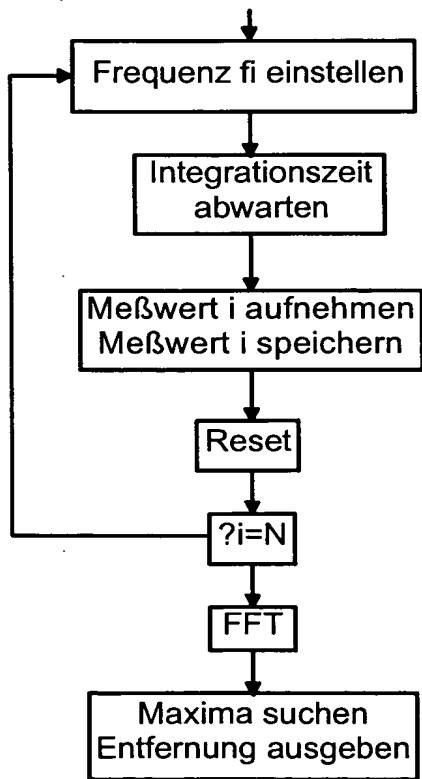 Frequenz fi einstellen
Integrationszeit
abwarten
Meßwert i aufnehmen
Meßwert i speichern
Reset
?i=N
FFT
Maxima suchen
Entfernung ausgeben